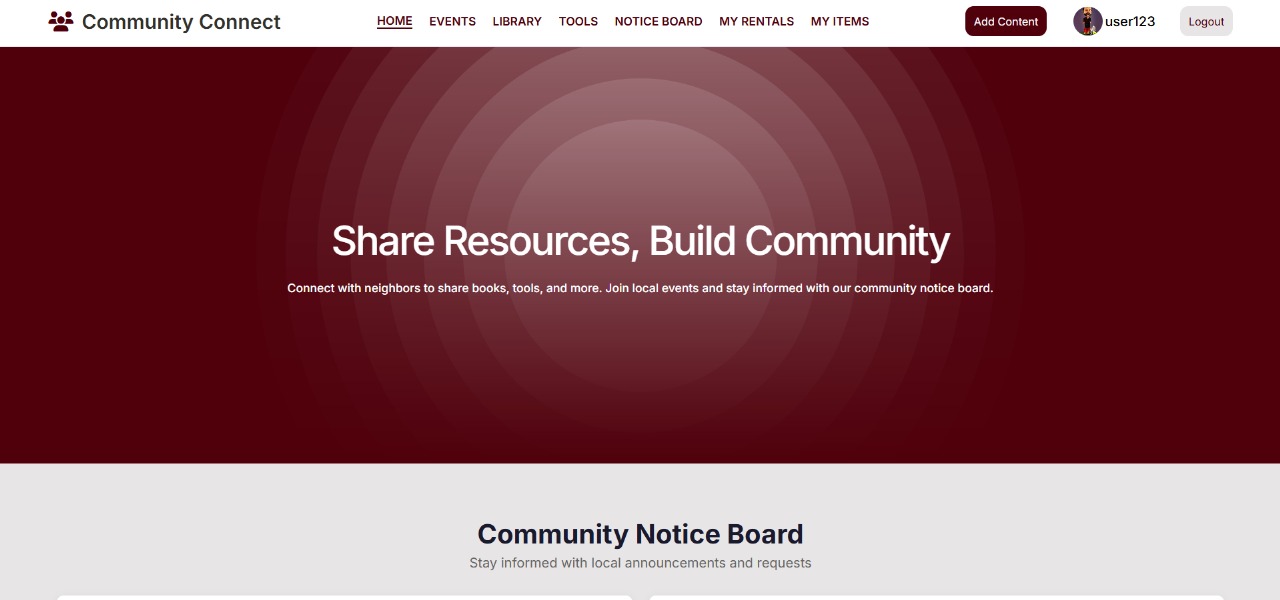 Community Connect
HOME EVENTS LIBRARY TOOLS NOTICE BOARD MY RENTALS MY ITEMS
Add Content
user123
Logout
Share Resources, Build Community
Connect with neighbors to share books, tools, and more. Join local events and stay informed with our community notice board.
Community Notice Board
Stay informed with local announcements and requests